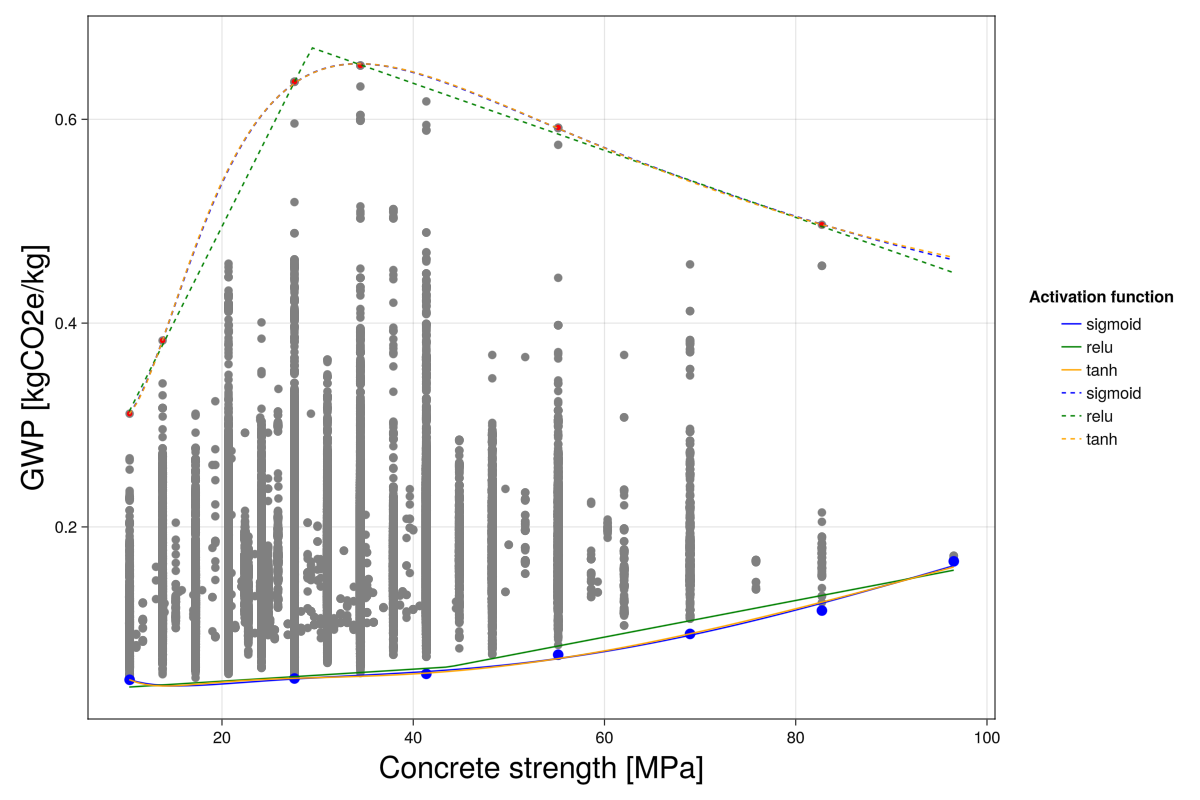 GWP [kgCO2e/kg]
0.6
0.4
0.2
20
40
60
80
100
Concrete strength [MPa]
Activation function
sigmoid
relu
tanh
sigmoid
relu
tanh